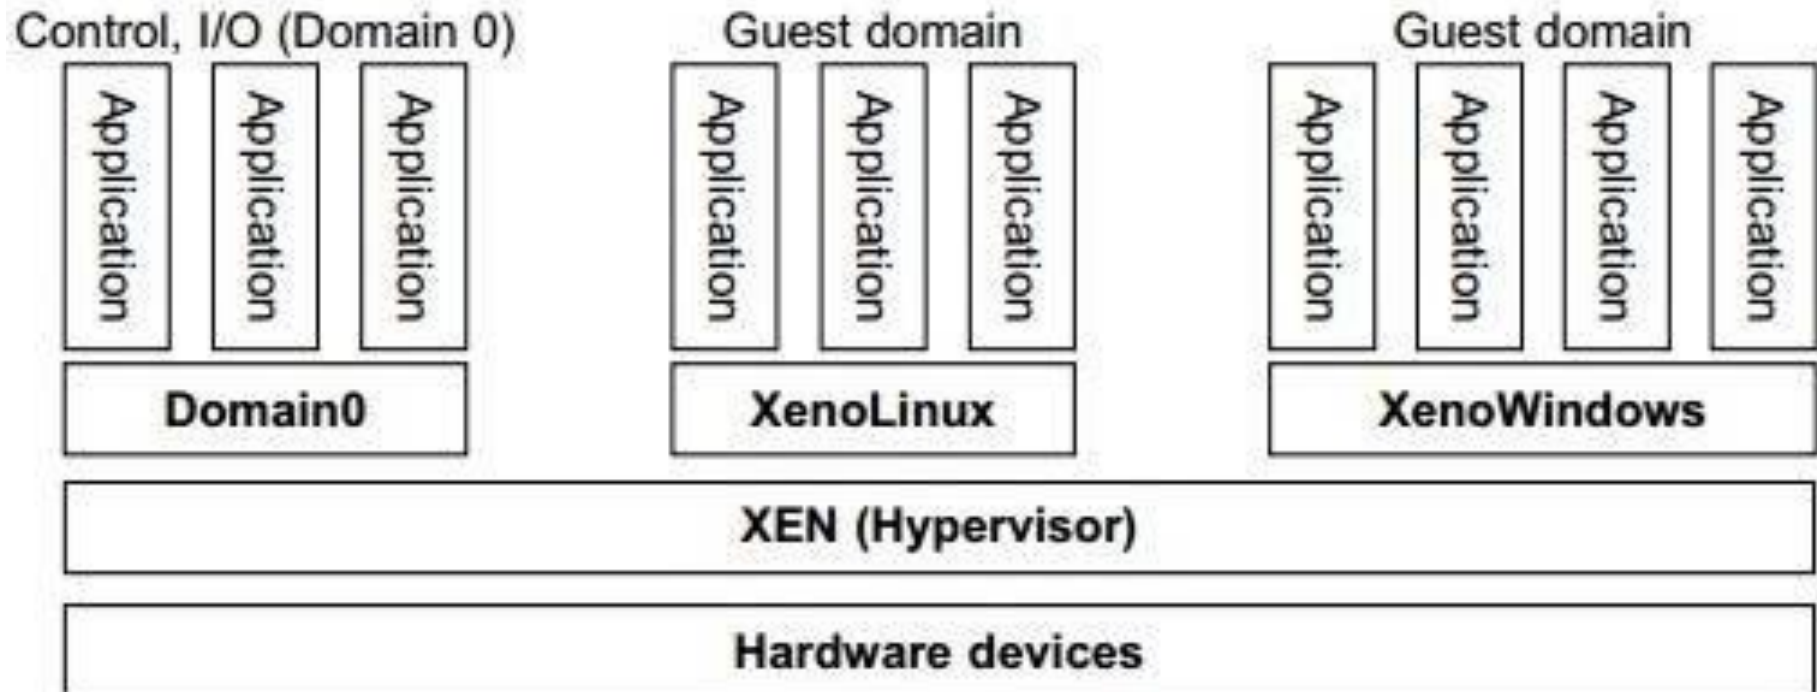 Control, I/O (Domain 0)
Guest domain
Guest domain
Application
Application
Application
Application
Application
Application
Application
Application
Application
Application
Domain0
XenoLinux
XenoWindows
XEN (Hypervisor)
Hardware devices